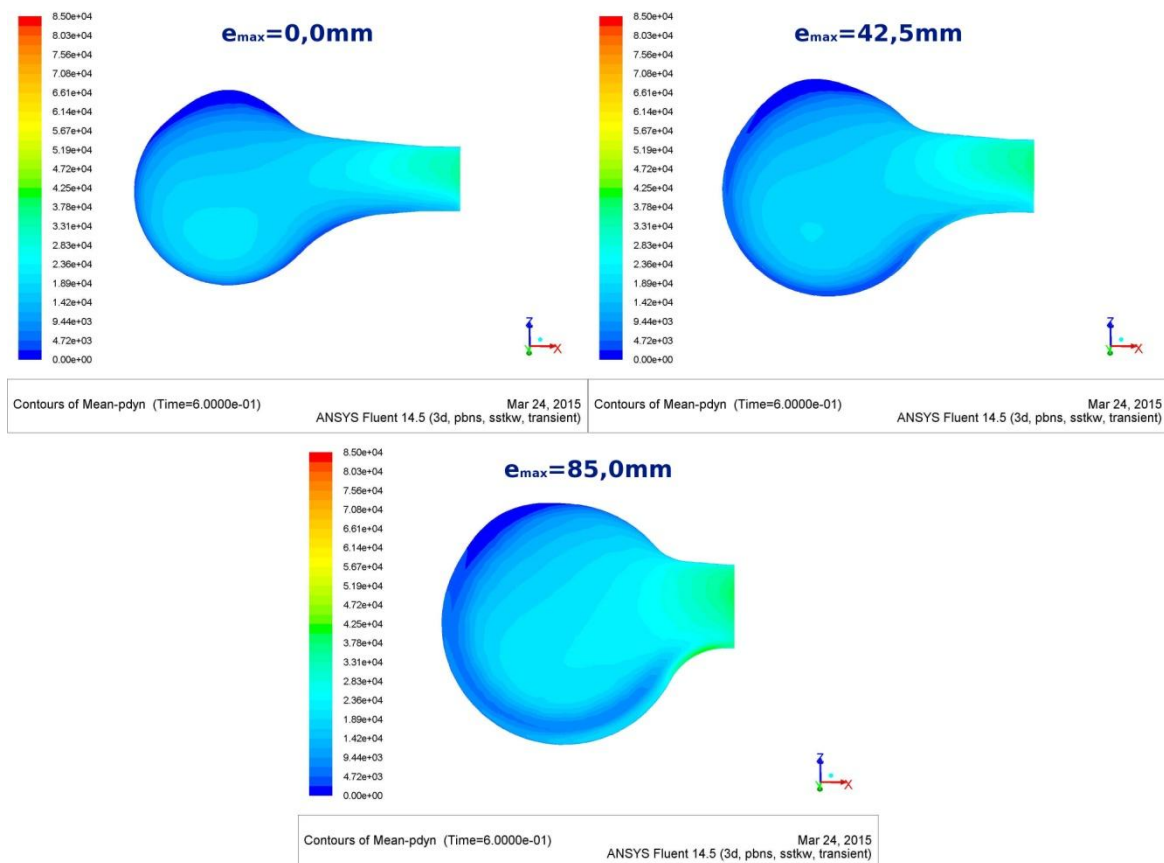 8.50e+04
8.03e+04
7.56e+04
7.08e+04
6.61e+04
6.14e+04
5.67e+04
5.19e+04
4.72e+04
4.25e+04
3.78e+04
3.31e+04
2.83e+04
2.36e+04
1.89e+04
1.42e+04
9.44e+03
4.72e+03
0.00e+00
emax=0,0mm
Z
Y
X
Contours of Mean-pdyn (Time=6.0000e-01)
Mar 24, 2015
ANSYS Fluent 14.5 (3d, pbns, sstkw, transient)
8.50e+04
8.03e+04
7.56e+04
7.08e+04
6.61e+04
6.14e+04
5.67e+04
5.19e+04
4.72e+04
4.25e+04
3.78e+04
3.31e+04
2.83e+04
2.36e+04
1.89e+04
1.42e+04
9.44e+03
4.72e+03
0.00e+00
emax=42,5mm
Z
Y
X
Contours of Mean-pdyn (Time=6.0000e-01)
Mar 24, 2015
ANSYS Fluent 14.5 (3d, pbns, sstkw, transient)
8.50e+04
8.03e+04
7.56e+04
7.08e+04
6.61e+04
6.14e+04
5.67e+04
5.19e+04
4.72e+04
4.25e+04
3.78e+04
3.31e+04
2.83e+04
2.36e+04
1.89e+04
1.42e+04
9.44e+03
4.72e+03
0.00e+00
emax=85,0mm
Z
Y
X
Contours of Mean-pdyn (Time=6.0000e-01)
Mar 24, 2015
ANSYS Fluent 14.5 (3d, pbns, sstkw, transient)